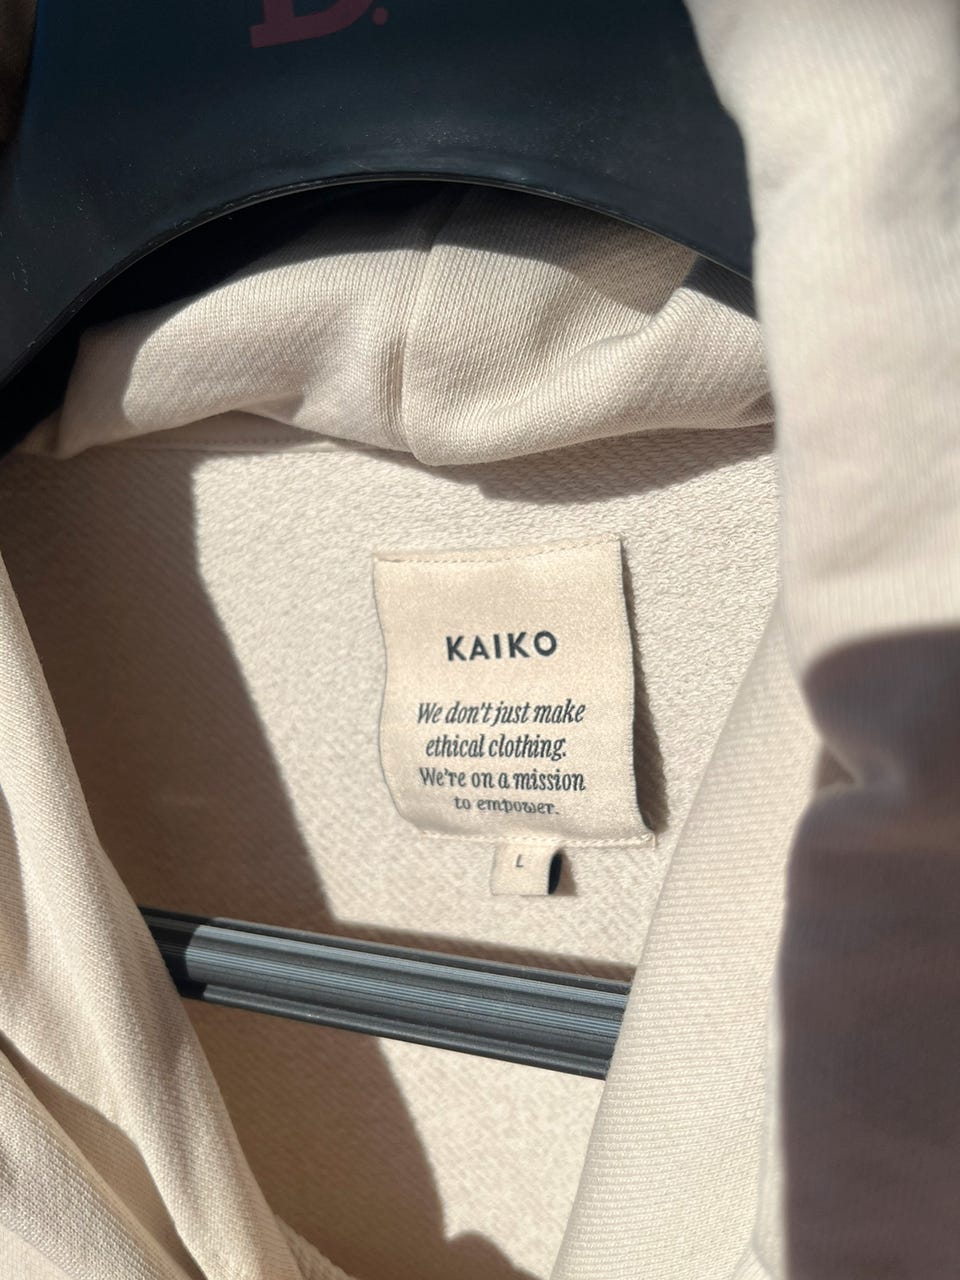 D.
KAIKO
We don't just make
ethical clothing.
We're on a mission
to empower.
L